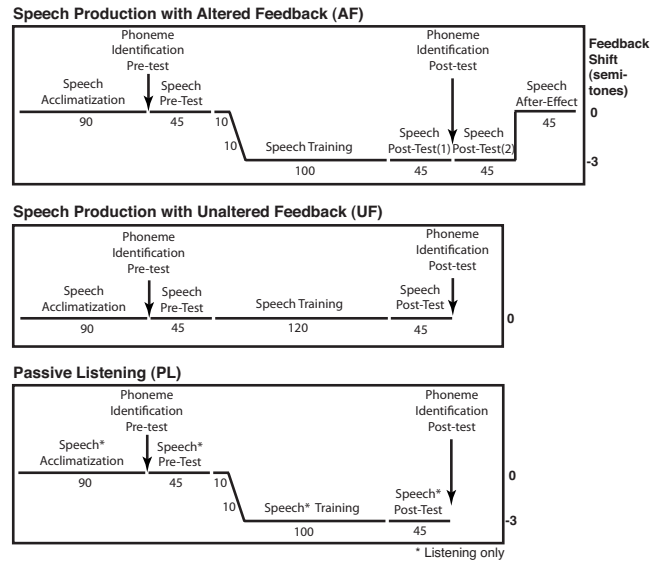 Speech Production with Altered Feedback (AF)
Phoneme
Identification
Pre-test
Phoneme
Identification
Post-test
Feedback
Shift
(semi-
tones)
Speech
Acclimatization
Speech
Pre-Test
Speech
After-Effect
0
90
45
10
45
10
Speech Training
Speech
Post-Test(1)
Speech
Post-Test(2)
-3
100
45
45
Speech Production with Unaltered Feedback (UF)
Phoneme
Identification
Pre-test
Phoneme
Identification
Post-test
Speech
Acclimatization
Speech
Pre-Test
Speech Training
Speech
Post-Test
0
90
45
120
45
Passive Listening (PL)
Phoneme
Identification
Pre-test
Phoneme
Identification
Post-test
Speech*
Acclimatization
Speech*
Pre-Test
0
90
45
10
10
Speech* Training
Speech*
Post-Test
-3
100
45
* Listening only